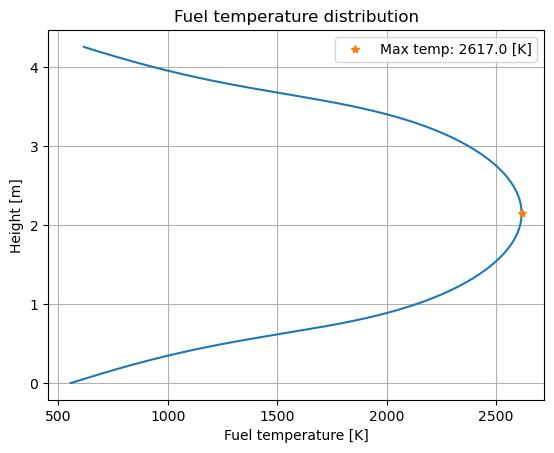 Fuel temperature distribution
Max temp: 2617.0 [K]
4
3
2
1
0
Height [m]
500 1000 1500 2000 2500
Fuel temperature [K]